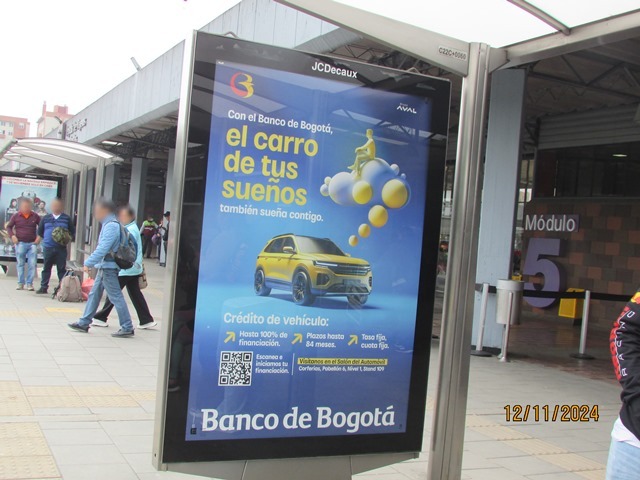 JCDecaux
AVAL
Con el Banco de Bogotá,
el carro
de tus
sueños
también sueña contigo.
Crédito de vehículo:
Hasta 100% de
financiación.
Plazos hasta
84 meses.
Tasa fija,
cuota fija.
Escanea e
iniciamos tu
financiación.
Visítanos en el Salón del Automóvil
Corferias, Pabellón 6, Nivel 1, Stand 109
Banco de Bogotá
Módulo
5
12/11/2024